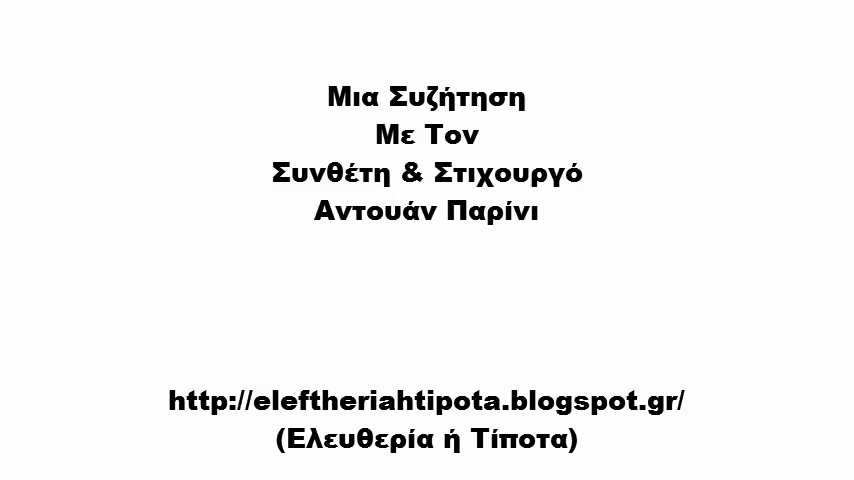 Μια Συζήτηση
Με Τον
Συνθέτη & Στιχουργό
Αντουάν Παρίνι
http://eleftheriahtipota.blogspot.gr/
(Ελευθερία ή Τίποτα)